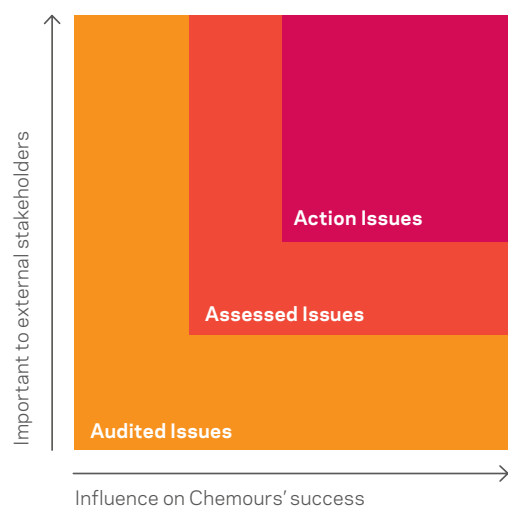 Important to external stakeholders
Action Issues
Assessed Issues
Audited Issues
Influence on Chemours’ success